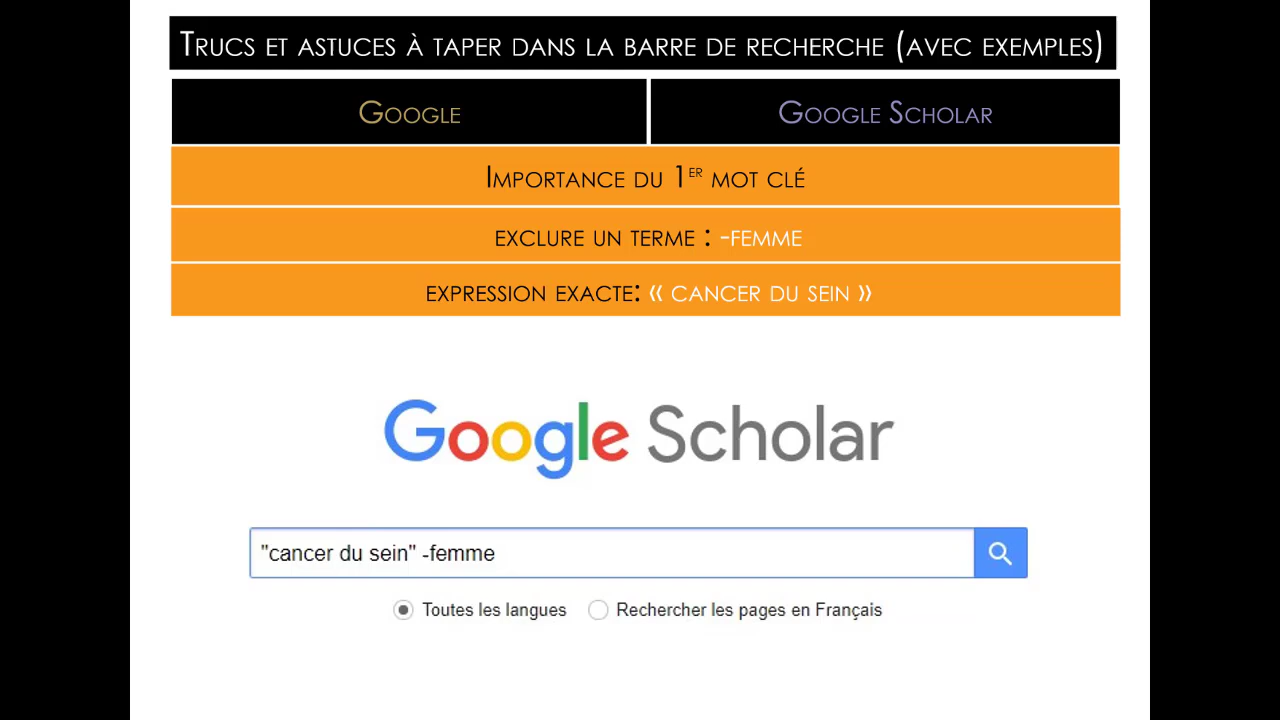 Trucs et astuces à taper dans la barre de recherche (avec exemples)
Google
Google Scholar
Importance du 1er mot clé
exclure un terme : -femme
expression exacte: « cancer du sein »
Google Scholar
"cancer du sein" -femme
Toutes les langues
Rechercher les pages en Français